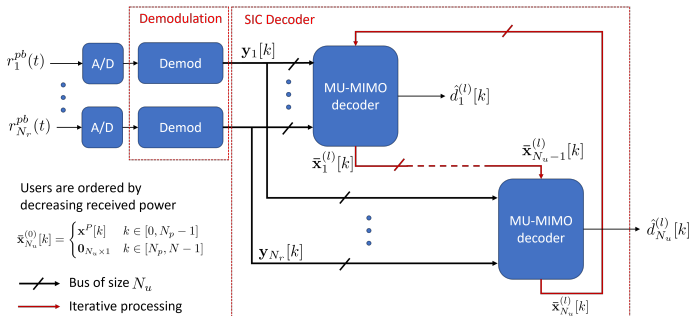 Demodulation
SIC Decoder
r_1^{pb}(t)
A/D
Demod
y_1[k]
MU-MIMO
decoder
\hat{d}_1^{(l)}[k]
r_{N_r}^{pb}(t)
A/D
Demod
\bar{x}_1^{(l)}[k]
\bar{x}_{N_u-1}^{(l)}[k]
Users are ordered by
decreasing received power
\bar{x}_{N_u}^{(0)}[k] = { x^P[k] k ∈ [0, N_p − 1]
0_{N_u×1} k ∈ [N_p, N − 1]
MU-MIMO
decoder
\hat{d}_{N_u}^{(l)}[k]
y_{N_r}[k]
Bus of size N_u
Iterative processing
\bar{x}_{N_u}^{(l)}[k]